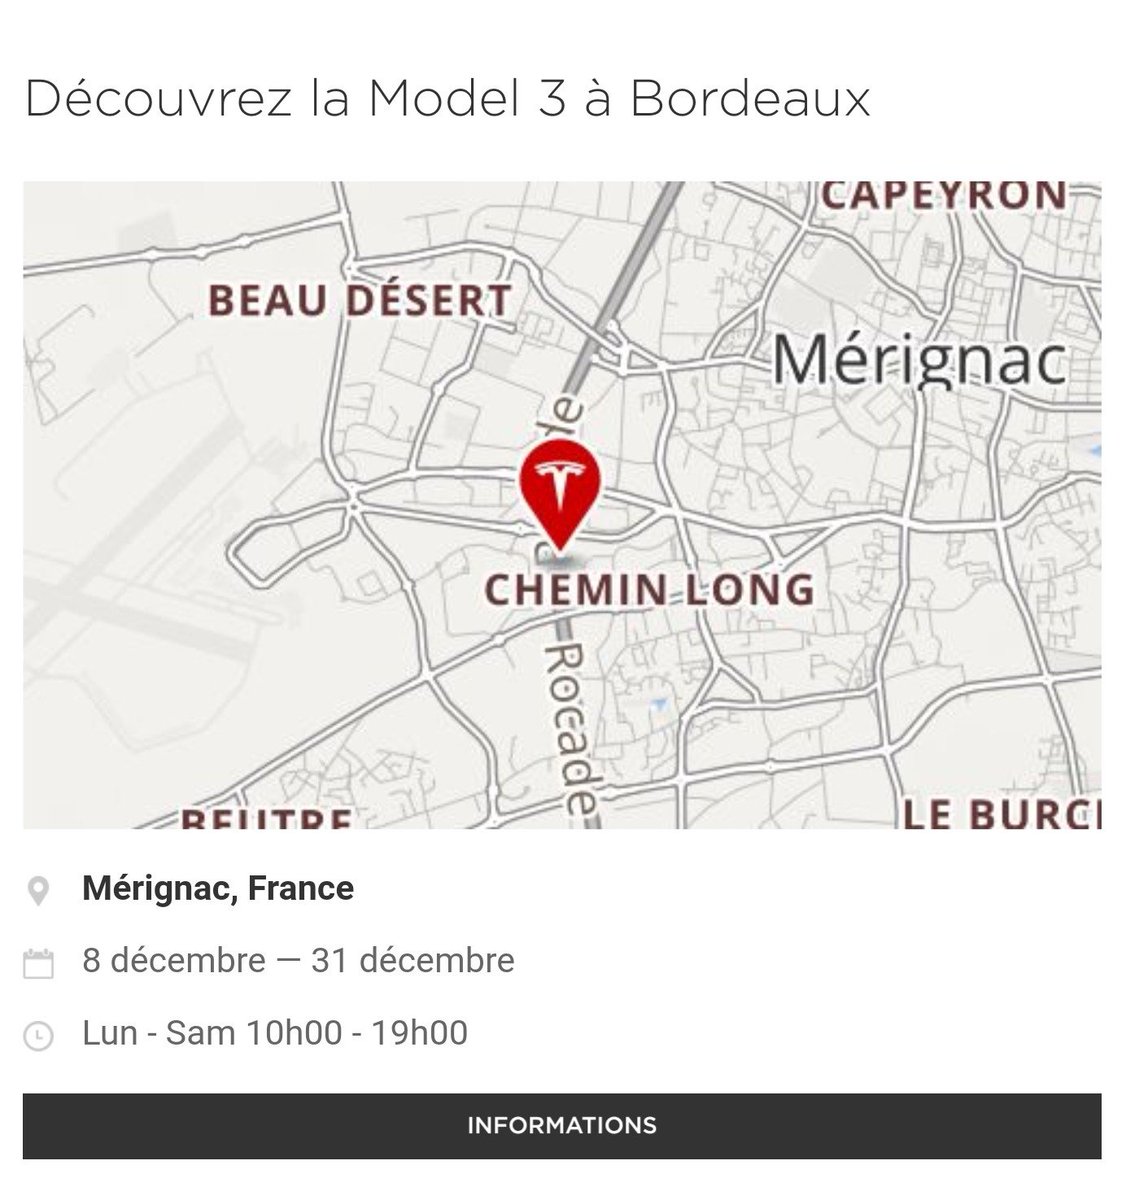 Découvrez la Model 3 à Bordeaux
CAPEYRON
BEAU DÉSERT
Mérignac
CHEMIN LONG
Rocade
BEUTRE
LE BURC
Mérignac, France
8 décembre — 31 décembre
Lun - Sam 10h00 - 19h00
INFORMATIONS